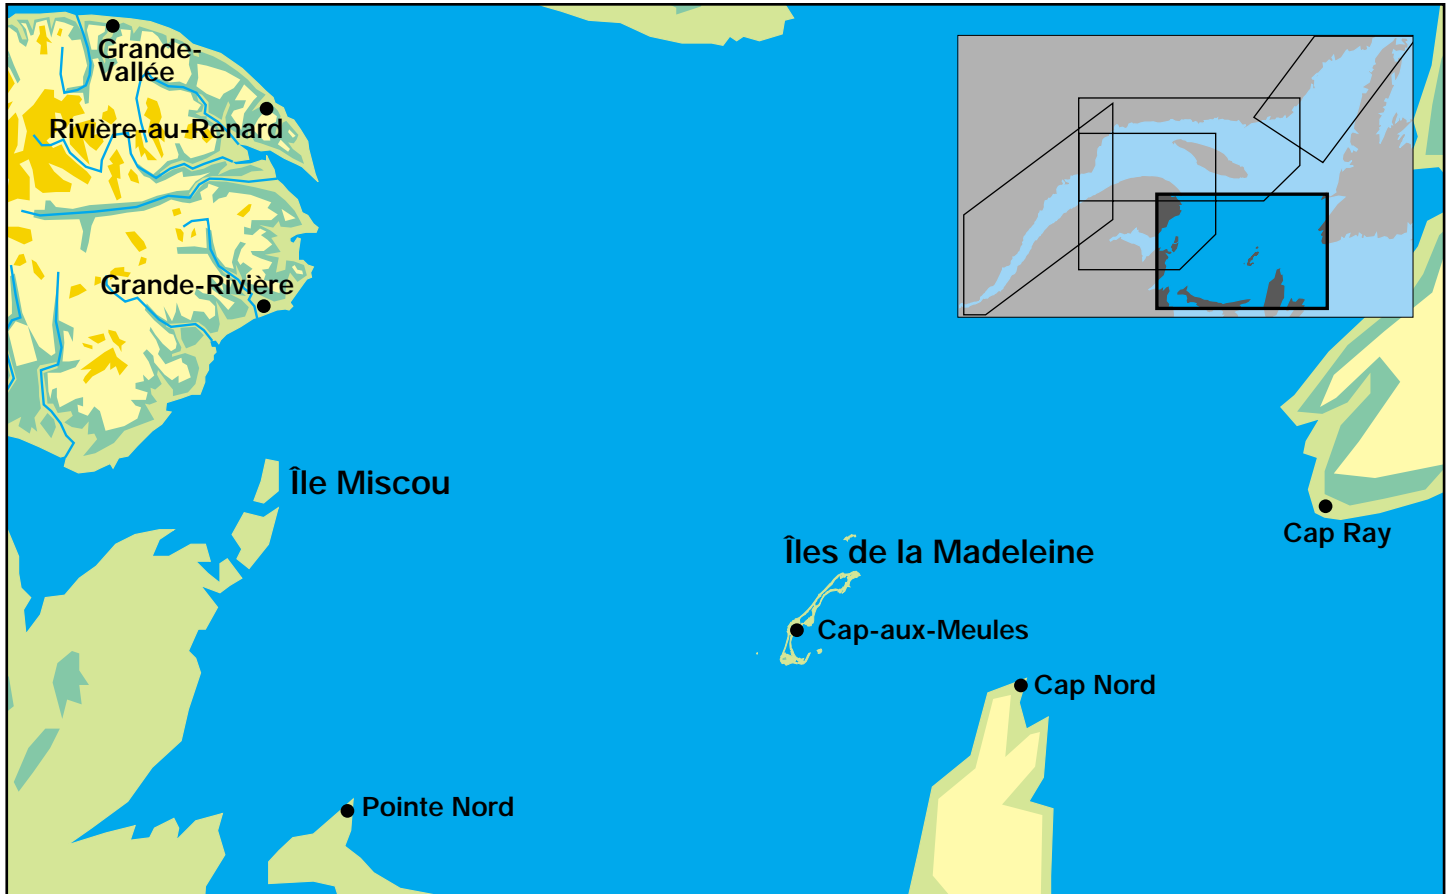 Grande-
Vallée
Rivière-au-Renard
Grande-Rivière
Île Miscou
Cap Ray
Îles de la Madeleine
Cap-aux-Meules
Cap Nord
Pointe Nord